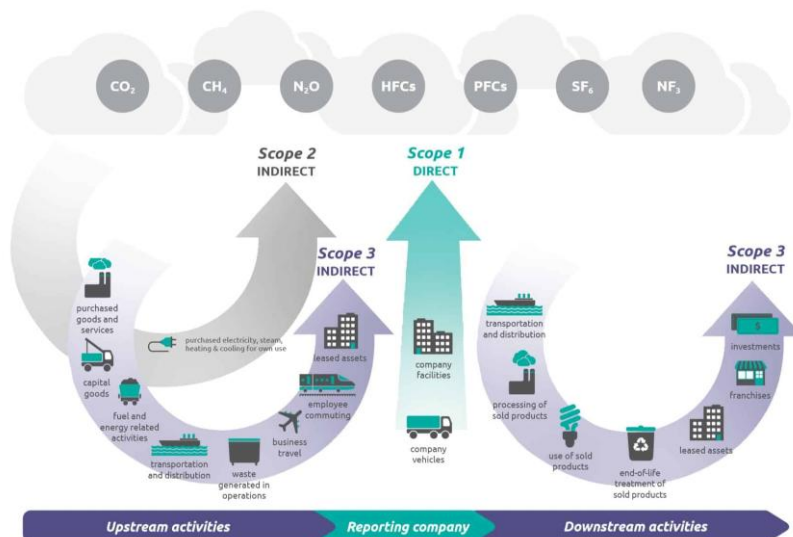 CO₂
CH₄
N₂O
HFCs
PFCs
SF₆
NF₃
Scope 2
INDIRECT
Scope 1
DIRECT
Scope 3
INDIRECT
Scope 3
INDIRECT
purchased
goods and
services
capital
goods
fuel and
energy related
activities
transportation
and distribution
waste
generated in
operations
business
travel
employee
commuting
leased assets
purchased electricity, steam,
heating & cooling for own use
company
facilities
company
vehicles
transportation
and distribution
processing of
sold products
use of sold
products
end-of-life
treatment of
sold products
leased assets
franchises
$
investments
Upstream activities
Reporting company
Downstream activities